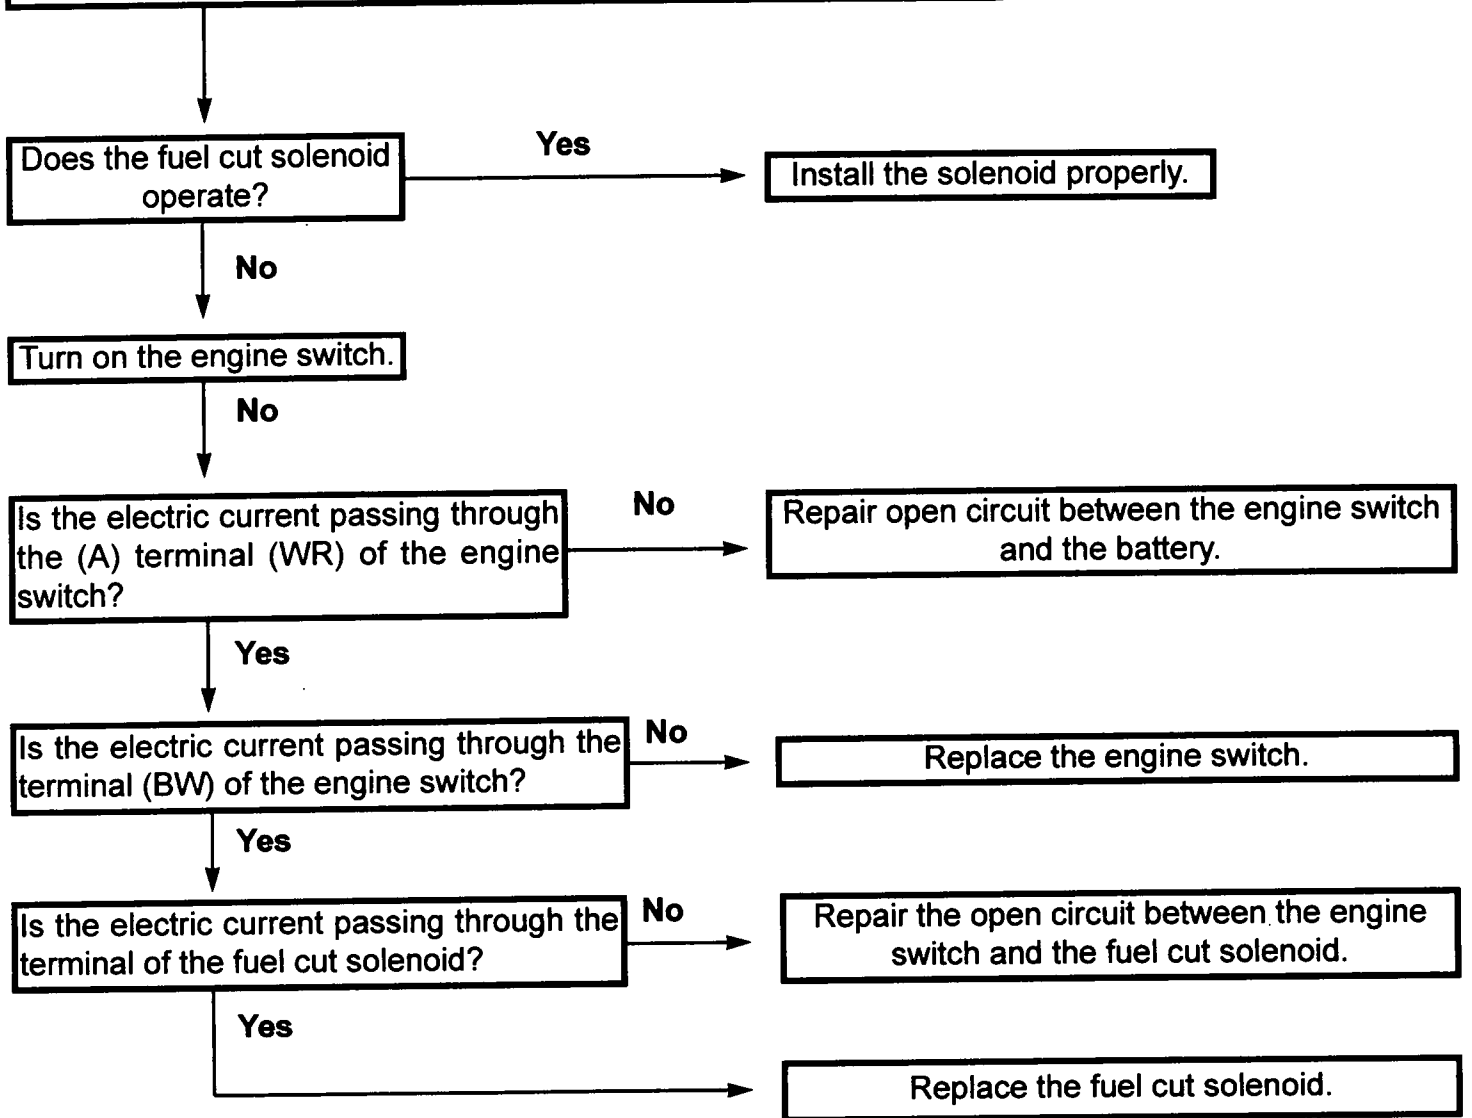 Does the fuel cut solenoid
operate?
Yes
Install the solenoid properly.
No
Turn on the engine switch.
No
Is the electric current passing through
the (A) terminal (WR) of the engine
switch?
No
Repair open circuit between the engine switch
and the battery.
Yes
Is the electric current passing through the
terminal (BW) of the engine switch?
No
Replace the engine switch.
Yes
Is the electric current passing through the
terminal of the fuel cut solenoid?
No
Repair the open circuit between the engine
switch and the fuel cut solenoid.
Yes
Replace the fuel cut solenoid.